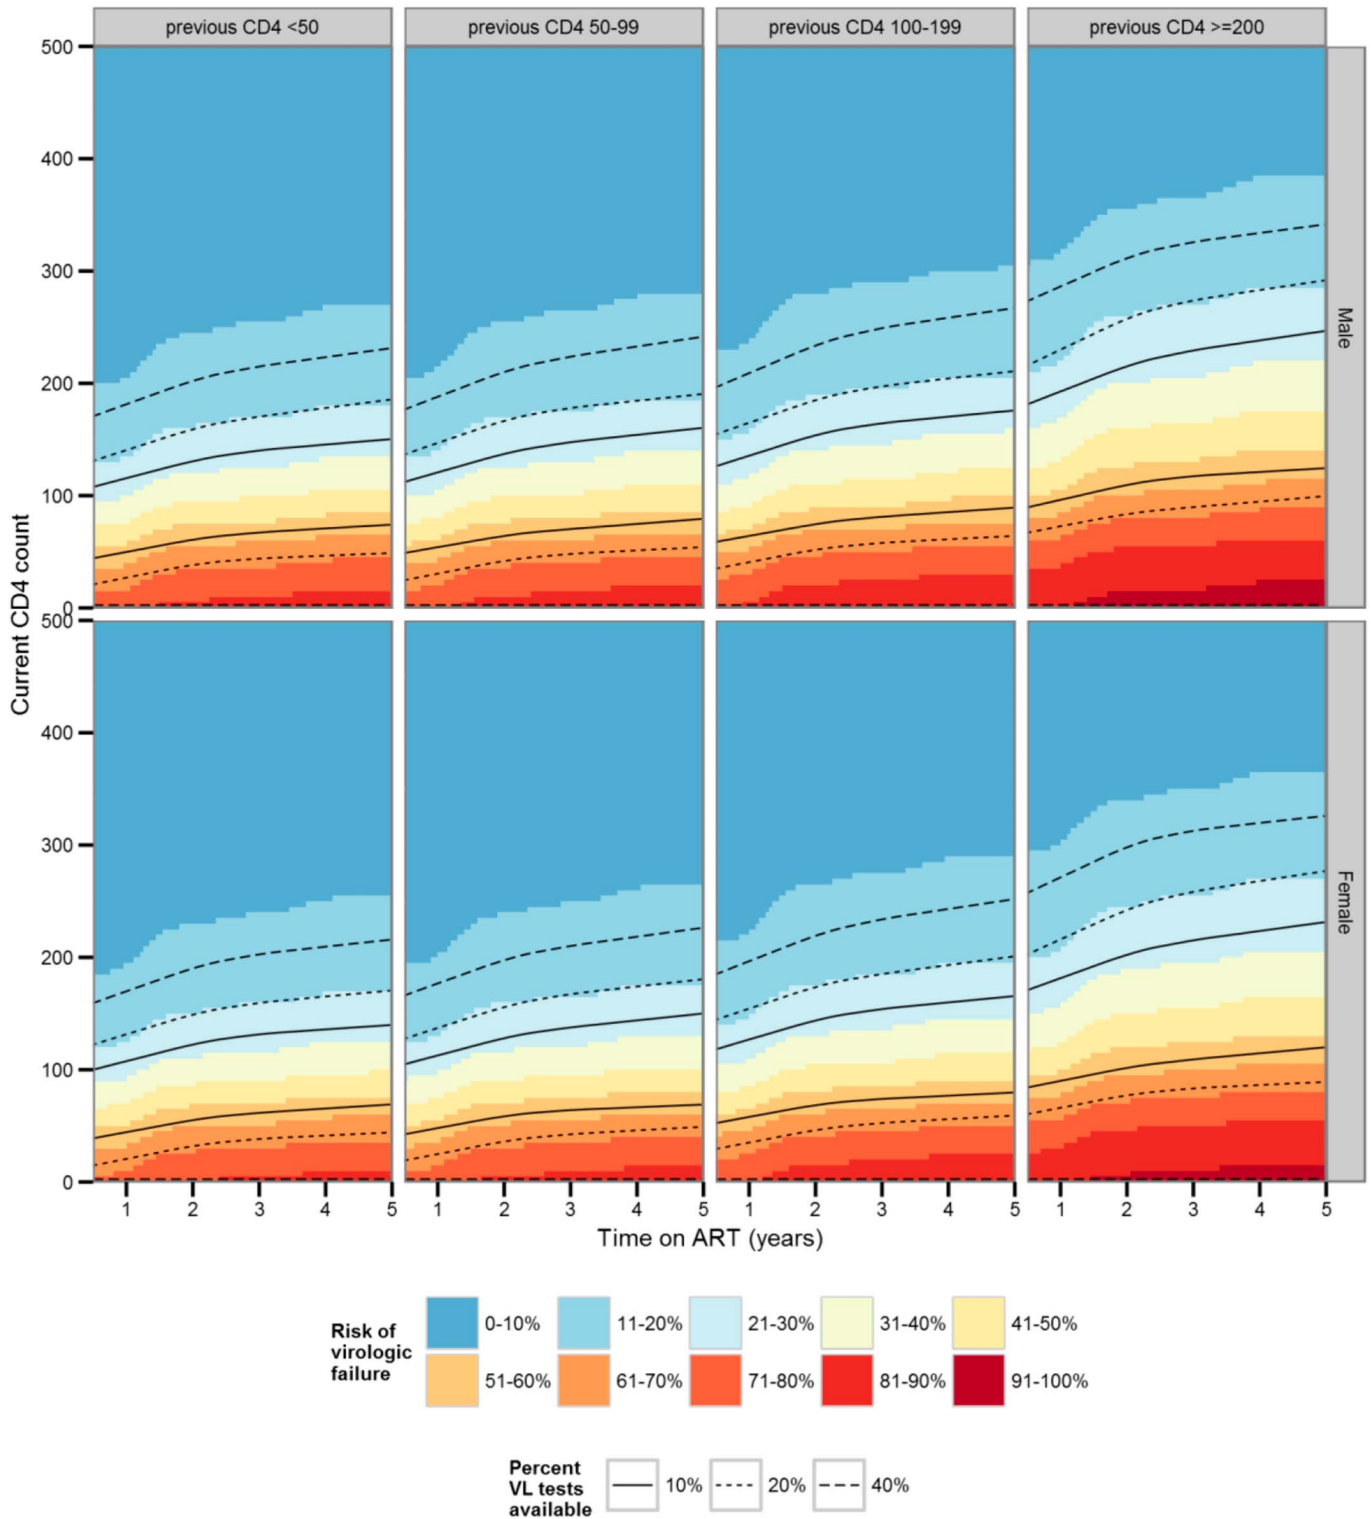 previous CD4 <50
previous CD4 50-99
previous CD4 100-199
previous CD4 >=200
500
400
300
200
100
0
Male
500
400
300
200
100
0
Female
Current CD4 count
1 2 3 4 5
1 2 3 4 5
1 2 3 4 5
1 2 3 4 5
Time on ART (years)
Risk of
virologic
failure
0-10%
11-20%
21-30%
31-40%
41-50%
51-60%
61-70%
71-80%
81-90%
91-100%
Percent
VL tests
available
10%
20%
40%